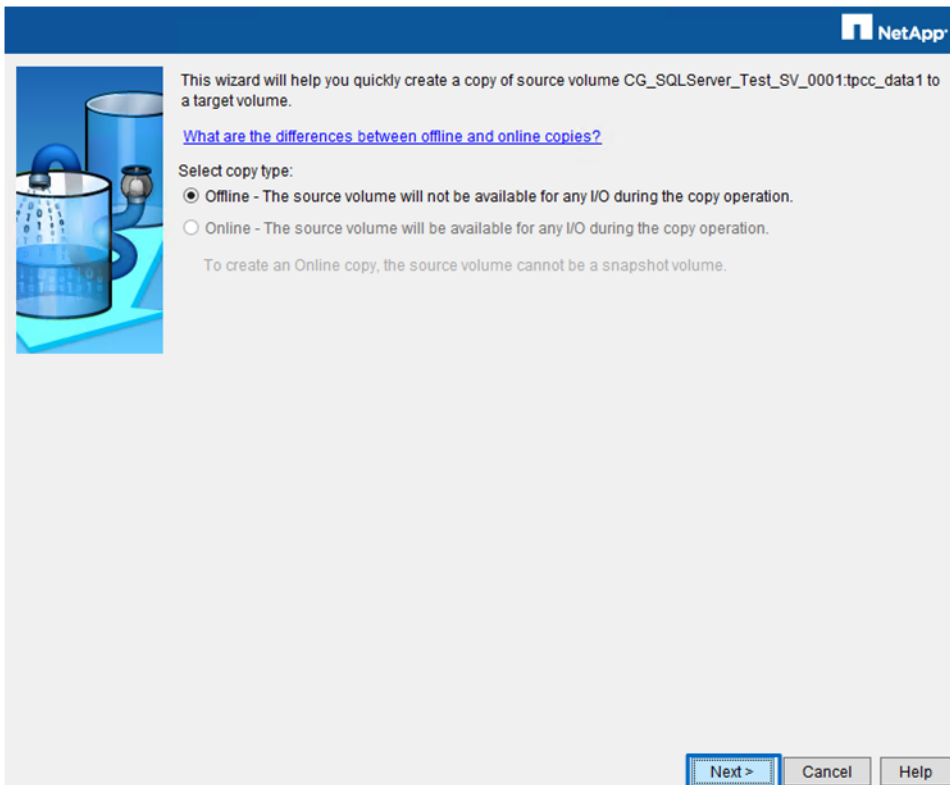 NetApp
This wizard will help you quickly create a copy of source volume CG_SQLServer_Test_SV_0001:tpcc_data1 to
a target volume.
What are the differences between offline and online copies?
Select copy type:
Offline - The source volume will not be available for any I/O during the copy operation.
Online - The source volume will be available for any I/O during the copy operation.
To create an Online copy, the source volume cannot be a snapshot volume.
Next >
Cancel
Help